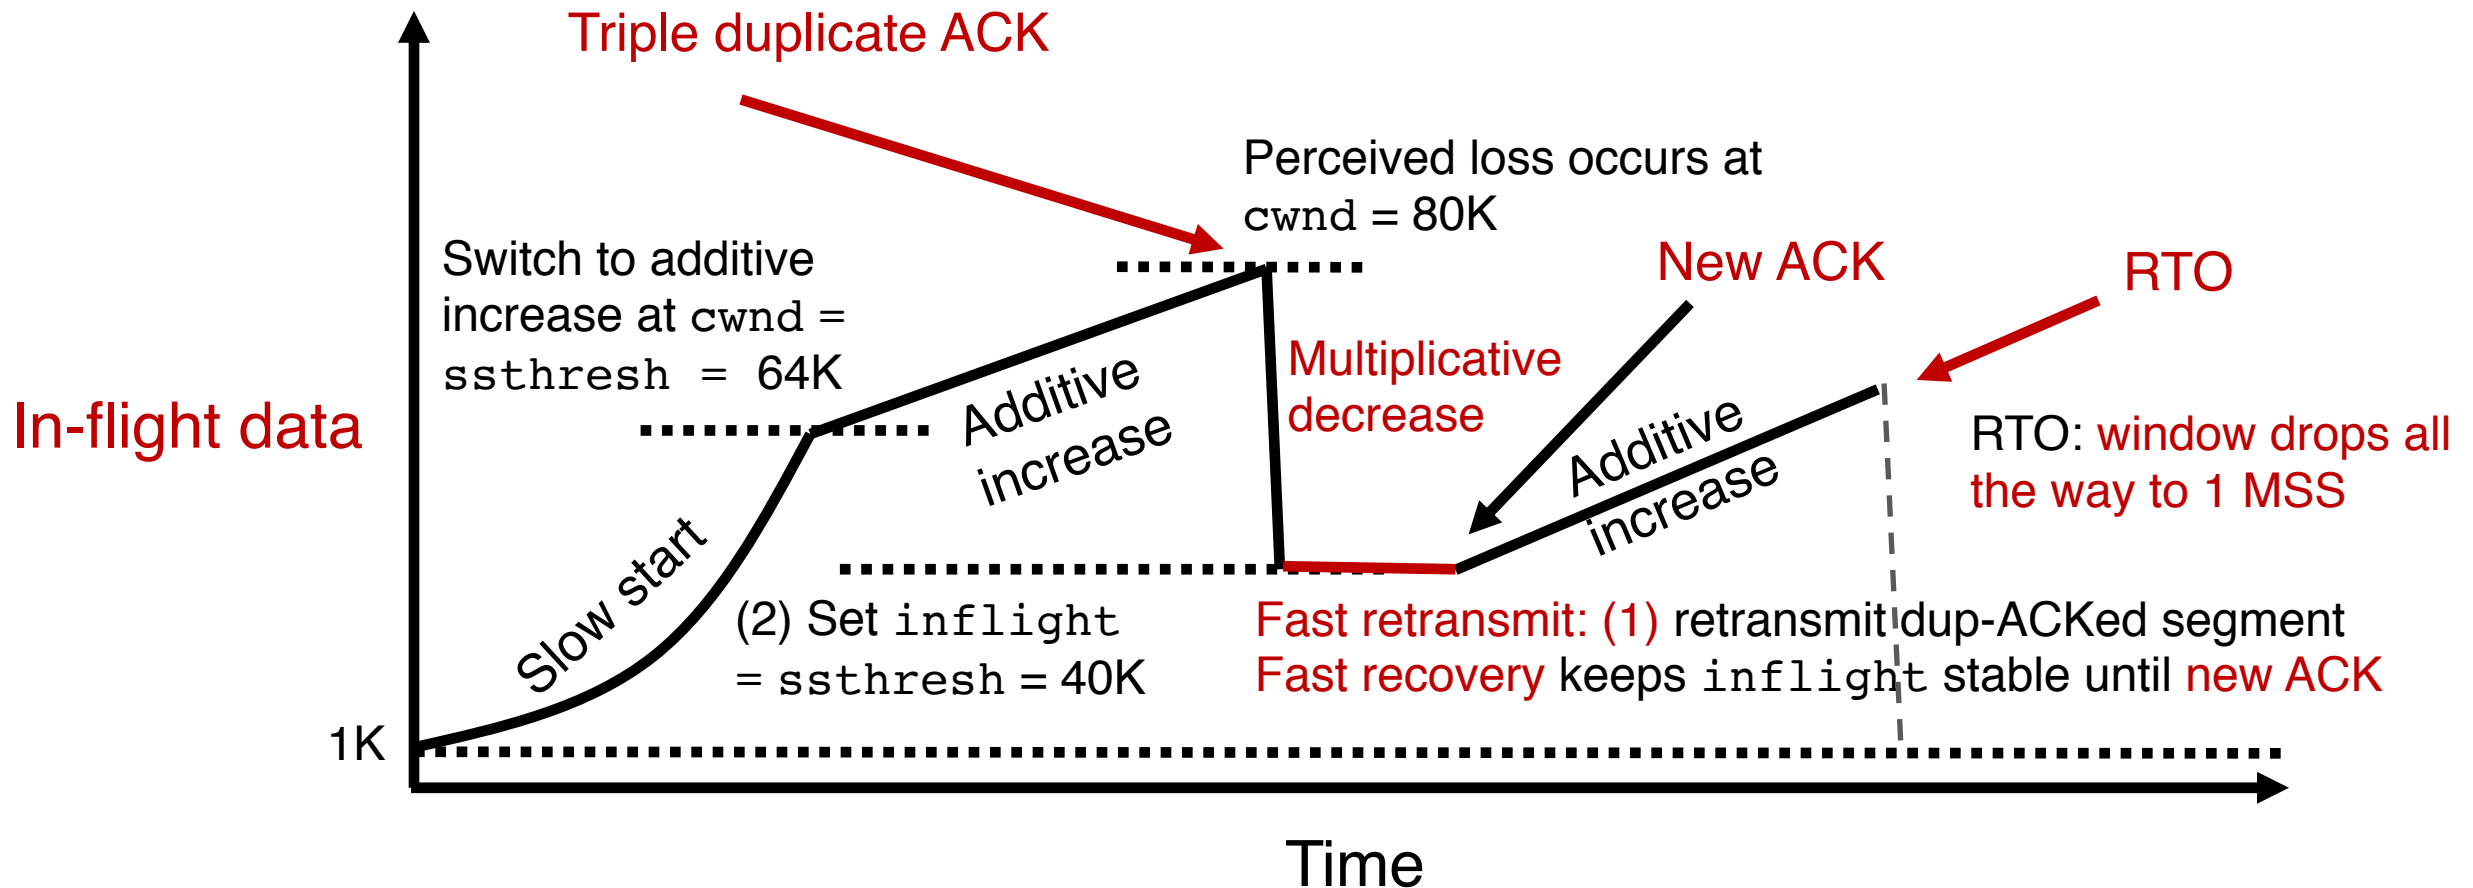 Triple duplicate ACK
Perceived loss occurs at
cwnd = 80K
Switch to additive
increase at cwnd =
ssthresh = 64K
New ACK
RTO
In-flight data
Additive
increase
Multiplicative
decrease
Additive
increase
RTO: window drops all
the way to 1 MSS
Slow start
(2) Set inflight
= ssthresh = 40K
Fast retransmit: (1) retransmit dup-ACKed segment
Fast recovery keeps inflight stable until new ACK
1K
Time